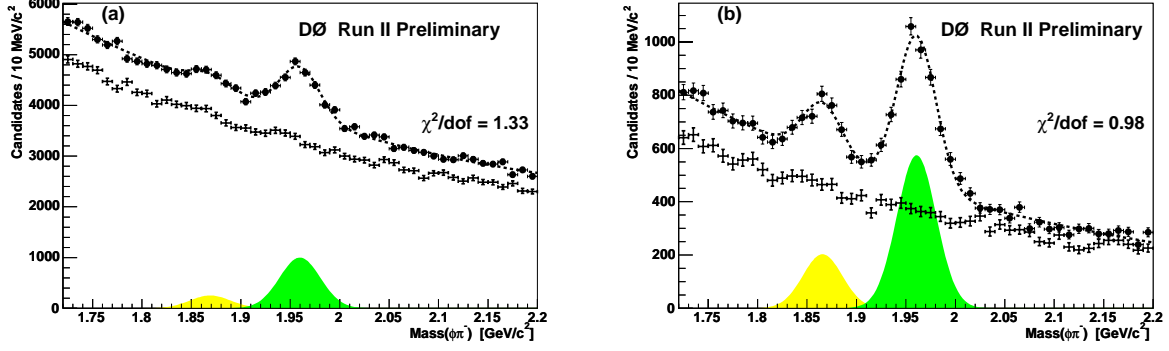 (a)
DØ Run II Preliminary
χ²/dof = 1.33
Candidates / 10 MeV/c²
6000
5000
4000
3000
2000
1000
0
1.75 1.8 1.85 1.9 1.95 2 2.05 2.1 2.15 2.2
Mass(ϕπ⁻) [GeV/c²]
(b)
DØ Run II Preliminary
χ²/dof = 0.98
Candidates / 10 MeV/c²
1000
800
600
400
200
0
1.75 1.8 1.85 1.9 1.95 2 2.05 2.1 2.15 2.2
Mass(ϕπ⁻) [GeV/c²]